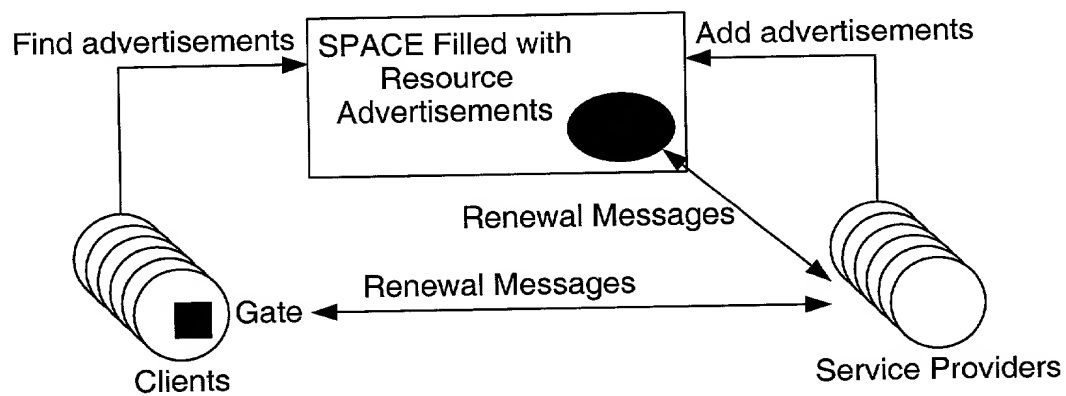 Find advertisements
SPACE Filled with
Resource
Advertisements
Add advertisements
Renewal Messages
Renewal Messages
Gate
Clients
Service Providers